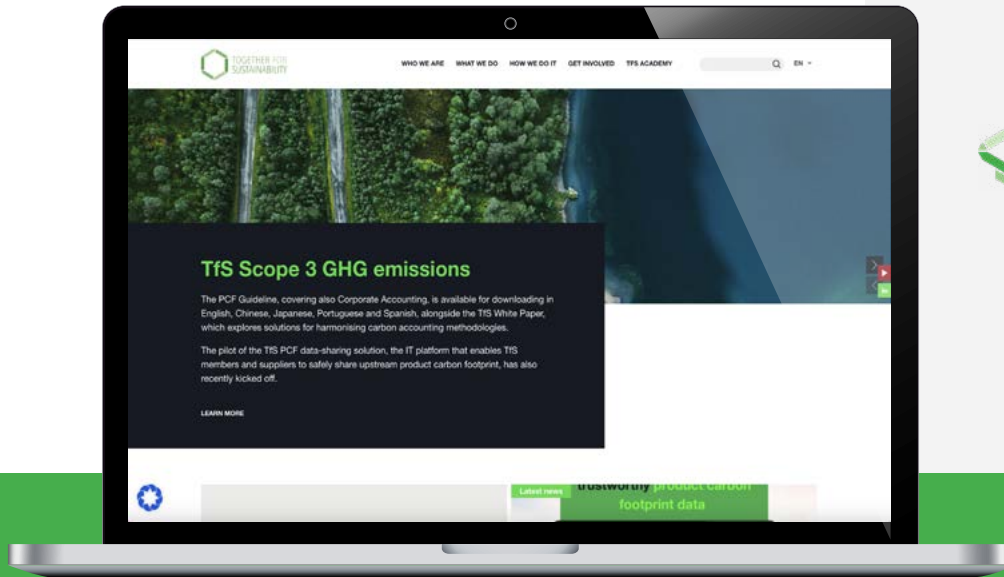 TOGETHER FOR
SUSTAINABILITY
WHO WE ARE WHAT WE DO HOW WE DO IT GET INVOLVED TFS ACADEMY EN
TfS Scope 3 GHG emissions
The PCF Guideline, covering also Corporate Accounting, is available for downloading in
English, Chinese, Japanese, Portuguese and Spanish, alongside the TfS White Paper,
which explores solutions for harmonising carbon accounting methodologies.
The pilot of the TfS PCF data-sharing solution, the IT platform that enables TfS
members and suppliers to safely share upstream product carbon footprint, has also
recently kicked off.
LEARN MORE
Latest news
trustworthy product carbon
footprint data